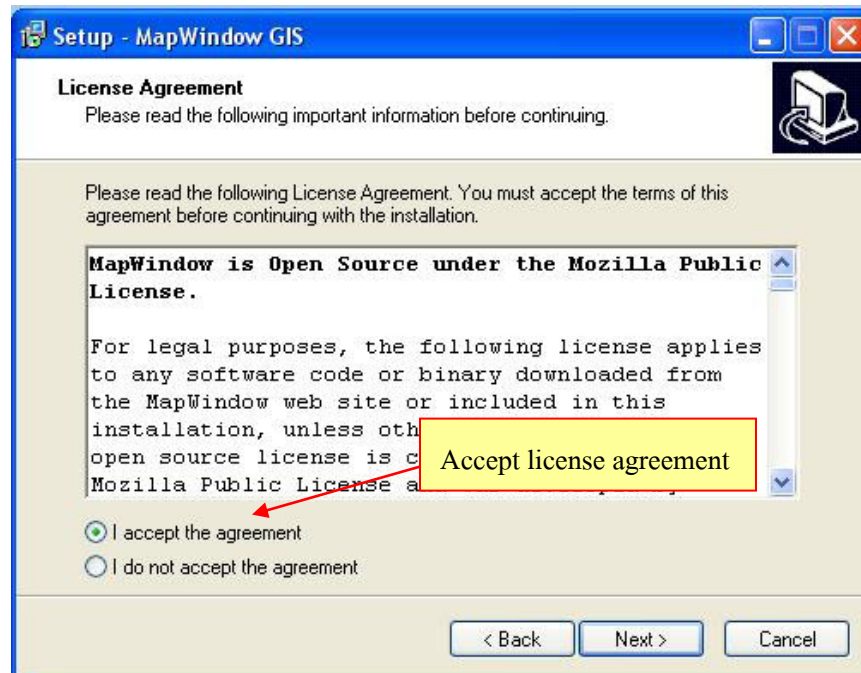 Setup - MapWindow GIS
License Agreement
Please read the following important information before continuing.
Please read the following License Agreement. You must accept the terms of this
agreement before continuing with the installation.
MapWindow is Open Source under the Mozilla Public
License.
For legal purposes, the following license applies
to any software code or binary downloaded from
the MapWindow web site or included in this
installation, unless
open source license is
Mozilla Public License
Accept license agreement
I accept the agreement
I do not accept the agreement
< Back
Next >
Cancel